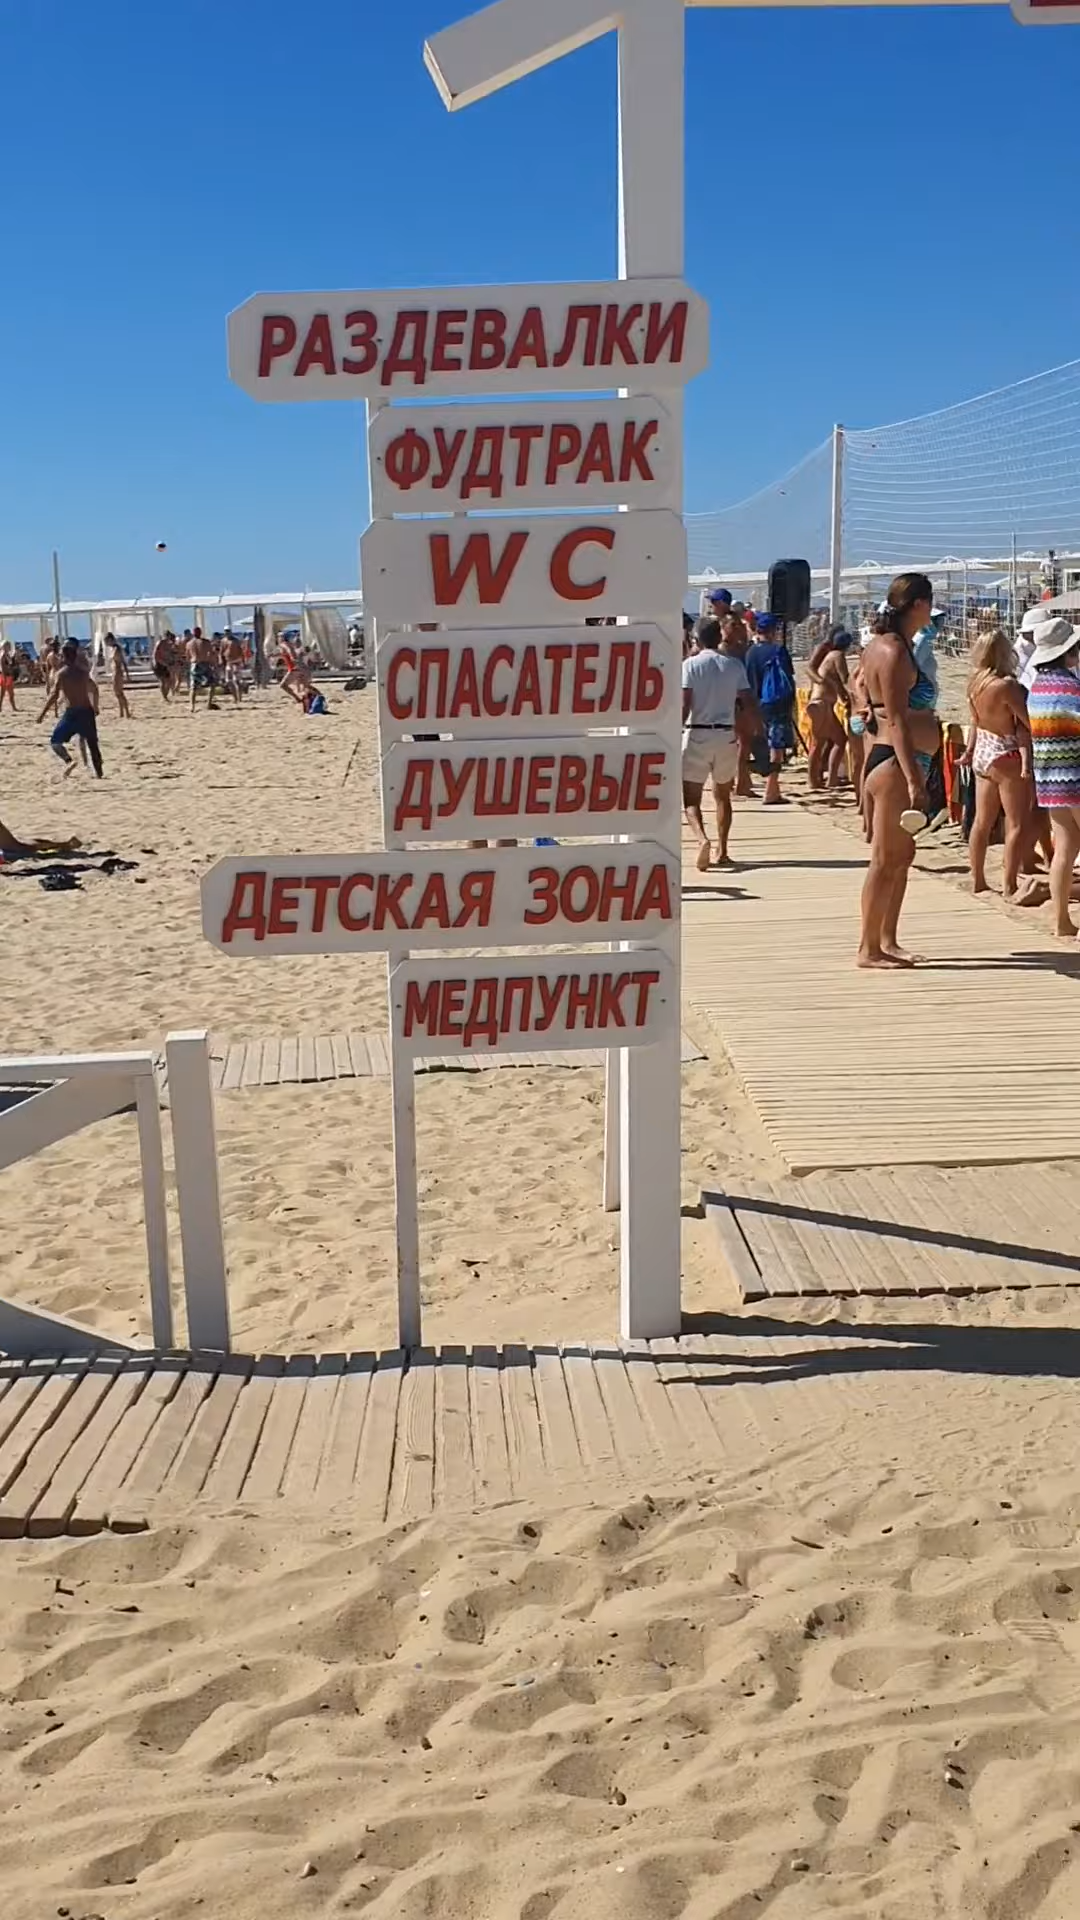 РАЗДЕВАЛКИ
ФУДТРАК
WC
СПАСАТЕЛЬ
ДУШЕВЫЕ
ДЕТСКАЯ ЗОНА
МЕДПУНКТ